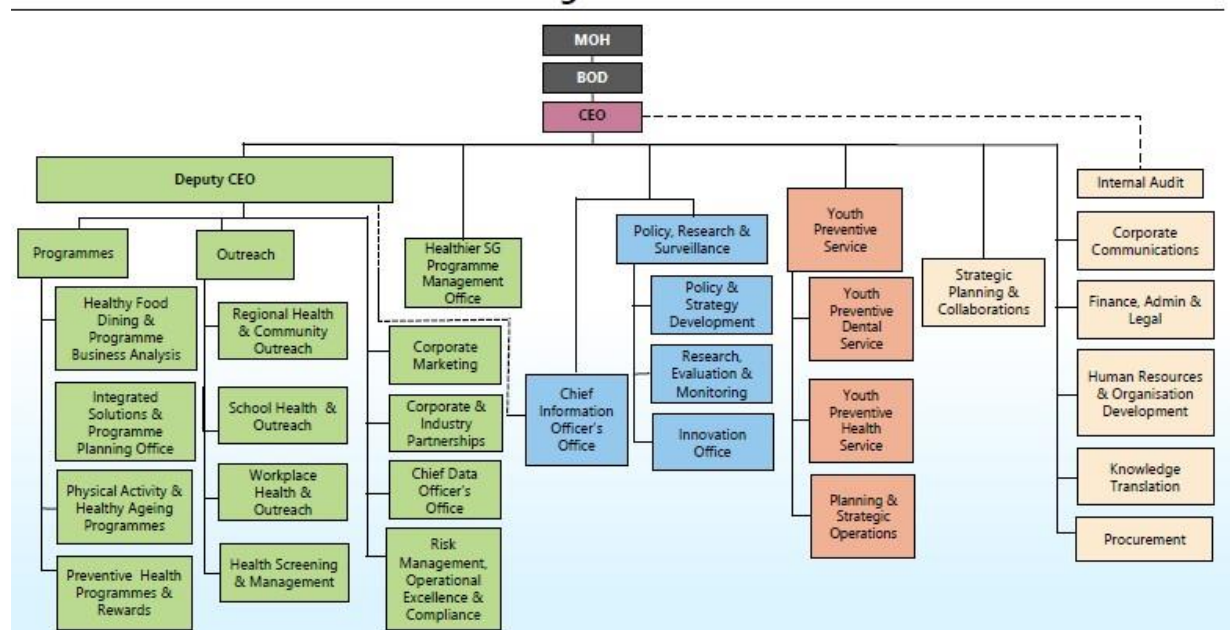 MOH
BOD
CEO
Deputy CEO
Programmes
Healthy Food
Dining &
Programme
Business Analysis
Integrated
Solutions &
Programme
Planning Office
Physical Activity &
Healthy Ageing
Programmes
Preventive Health
Programmes &
Rewards
Outreach
Regional Health
& Community
Outreach
School Health &
Outreach
Workplace
Health &
Outreach
Health Screening
& Management
Corporate
Marketing
Corporate &
Industry
Partnerships
Chief Data
Officer's
Office
Risk
Management,
Operational
Excellence &
Compliance
Healthier SG
Programme
Management
Office
Chief
Information
Officer's
Office
Policy, Research &
Surveillance
Policy &
Strategy
Development
Research,
Evaluation &
Monitoring
Innovation
Office
Youth
Preventive
Service
Youth
Preventive
Dental
Service
Youth
Preventive
Health
Service
Planning &
Strategic
Operations
Strategic
Planning &
Collaborations
Internal Audit
Corporate
Communications
Finance, Admin &
Legal
Human Resources
& Organisation
Development
Knowledge
Translation
Procurement